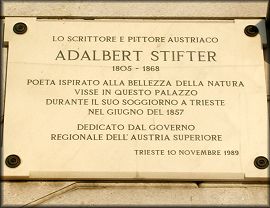 LO SCRITTORE E PITTORE AUSTRIACO
ADALBERT STIFTER
1805 - 1868
POETA ISPIRATO ALLA BELLEZZA DELLA NATURA
VISSE IN QUESTO PALAZZO
DURANTE IL SUO SOGGIORNO A TRIESTE
NEL GIUGNO DEL 1857
DEDICATO DAL GOVERNO
REGIONALE DELL'AUSTRIA SUPERIORE
TRIESTE 10 NOVEMBRE 1989